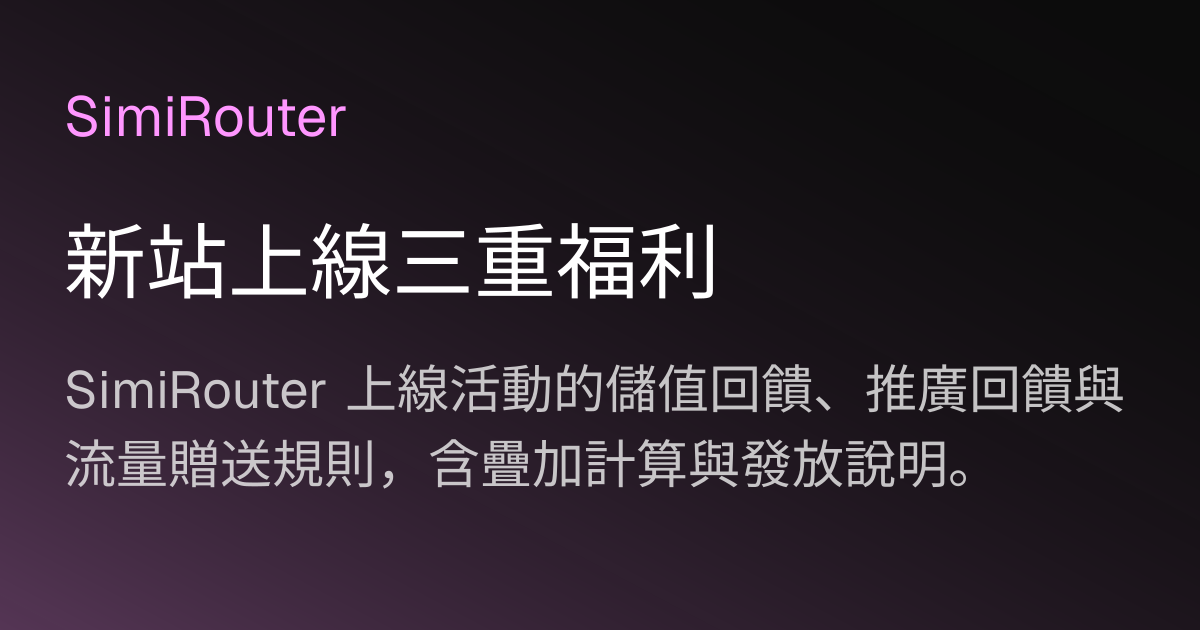 SimiRouter
新站上線三重福利
SimiRouter 上線活動的儲值回饋、推廣回饋與
流量贈送規則，含疊加計算與發放說明。